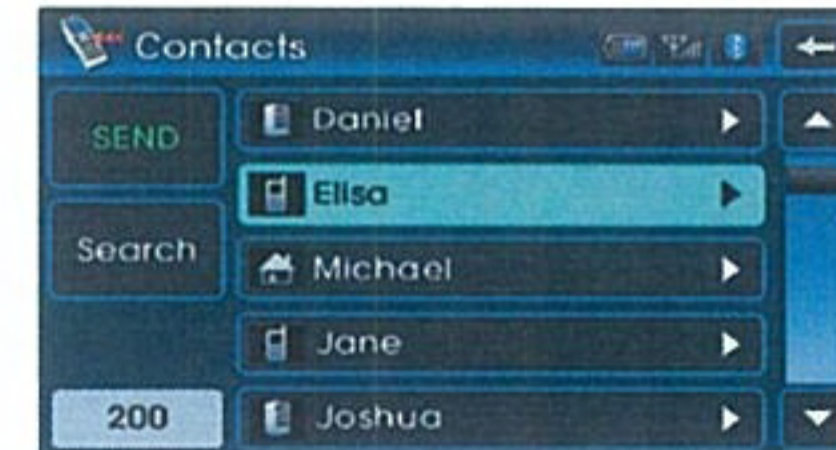 Contacts
SEND
Search
200
Daniel
Elisa
Michael
Jane
Joshua